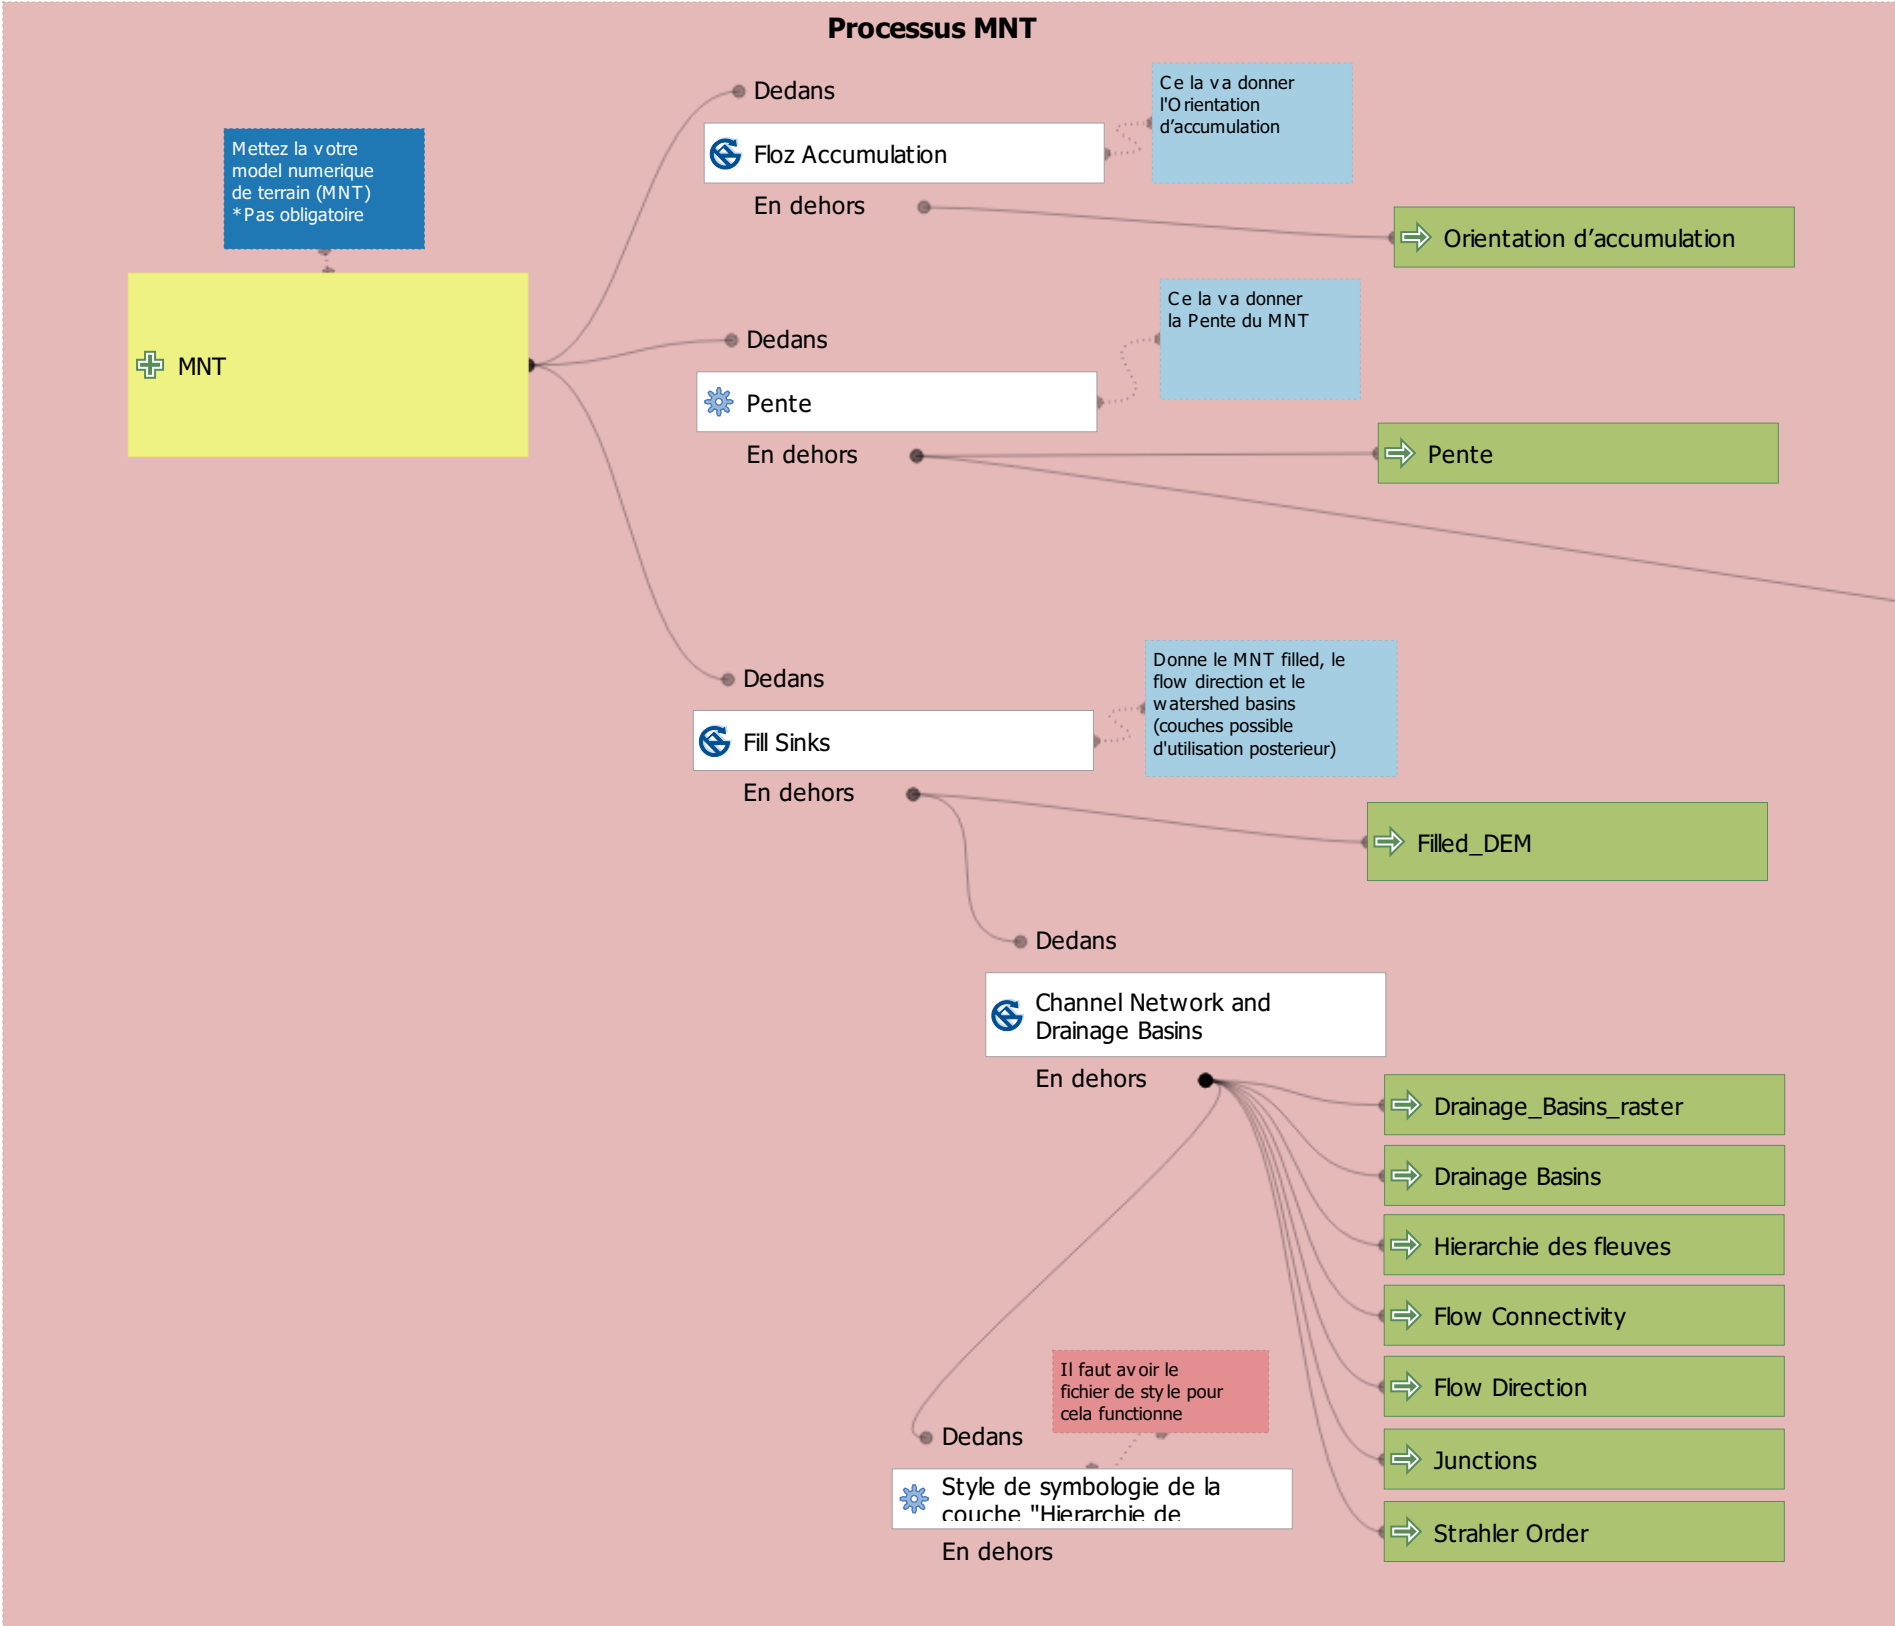 Processus MNT
Dedans
Ce la va donner
l'Orientation
d’accumulation
Mettez la votre
model numerique
de terrain (MNT)
*Pas obligatoire
Floz Accumulation
En dehors
Orientation d’accumulation
Ce la va donner
la Pente du MNT
Dedans
MNT
Pente
En dehors
Pente
Donne le MNT filled, le
flow direction et le
watershed basins
(couches possible
d'utilisation posterieur)
Dedans
Fill Sinks
En dehors
Filled_DEM
Dedans
Channel Network and
Drainage Basins
En dehors
Drainage_Basins_raster
Drainage Basins
Hierarchie des fleuves
Flow Connectivity
Flow Direction
Junctions
Strahler Order
Il faut avoir le
fichier de style pour
cela functionne
Dedans
Style de symbologie de la
couche "Hierarchie de
En dehors